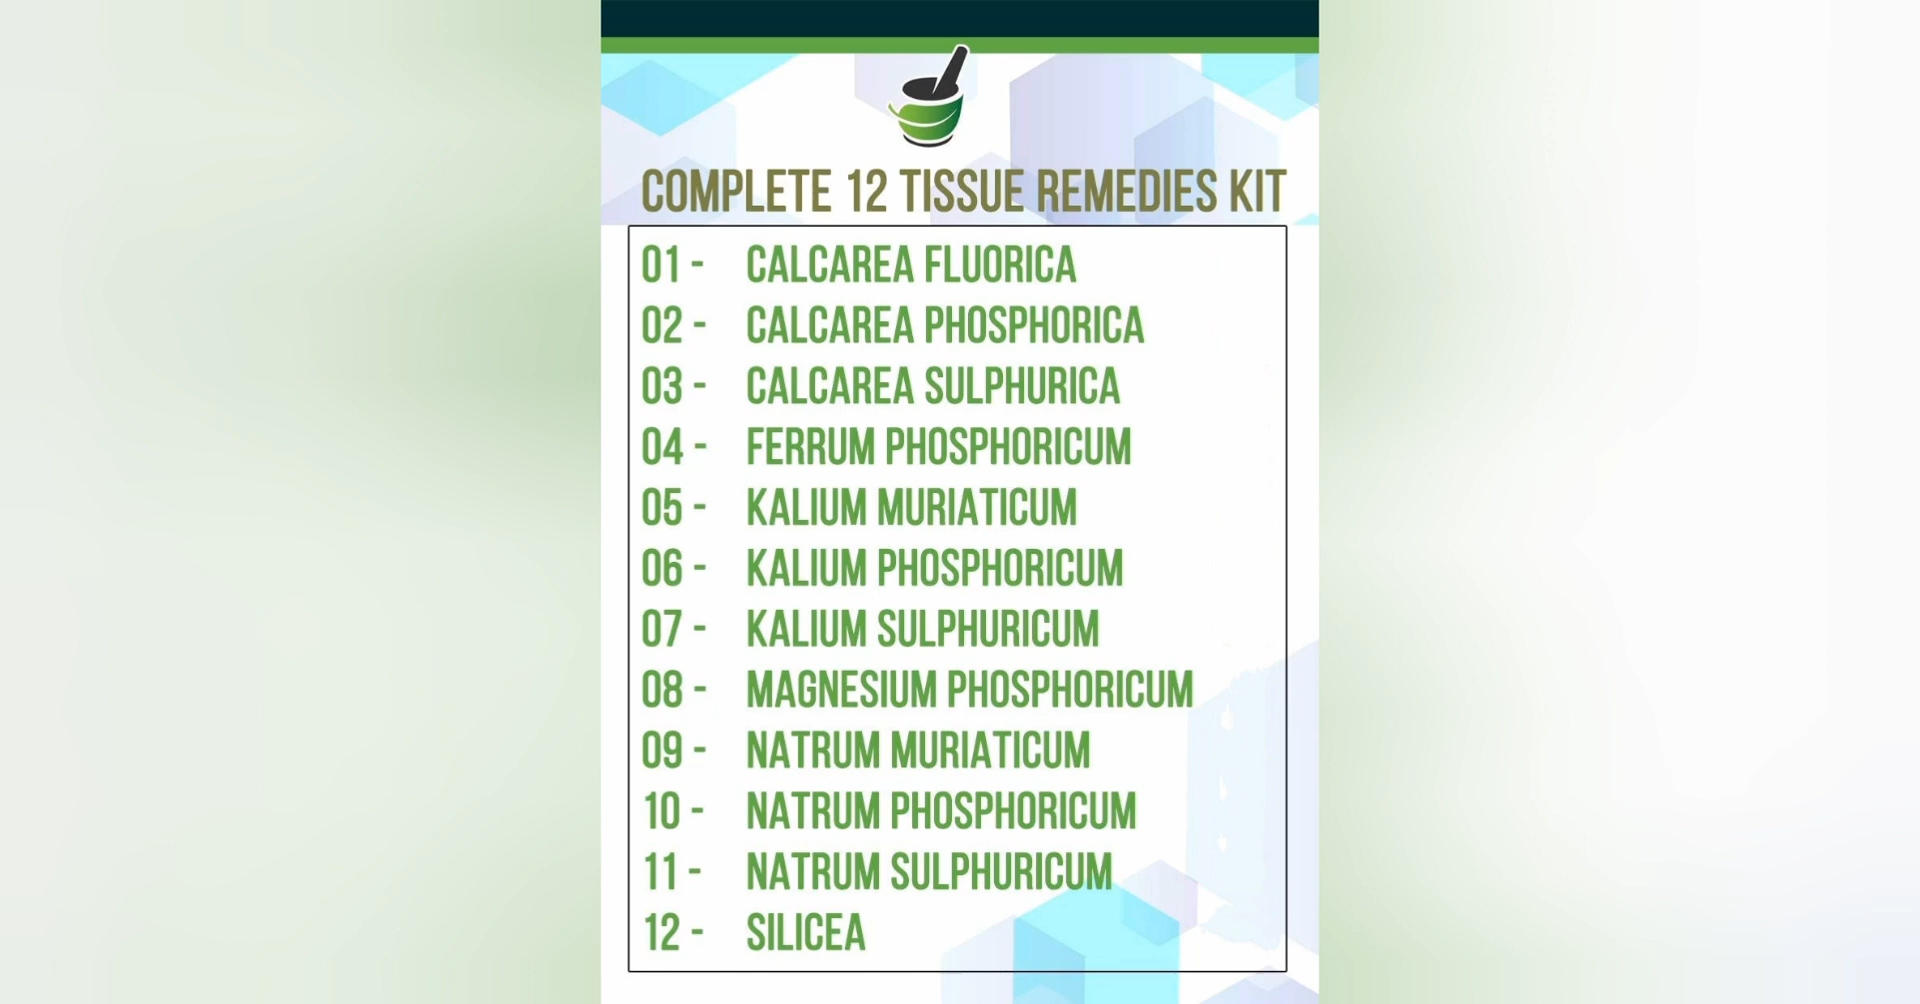 COMPLETE 12 TISSUE REMEDIES KIT
01 - CALCAREA FLUORICA
02 - CALCAREA PHOSPHORICA
03 - CALCAREA SULPHURICA
04 - FERRUM PHOSPHORICUM
05 - KALIUM MURIATICUM
06 - KALIUM PHOSPHORICUM
07 - KALIUM SULPHURICUM
08 - MAGNESIUM PHOSPHORICUM
09 - NATRUM MURIATICUM
10 - NATRUM PHOSPHORICUM
11 - NATRUM SULPHURICUM
12 - SILICEA